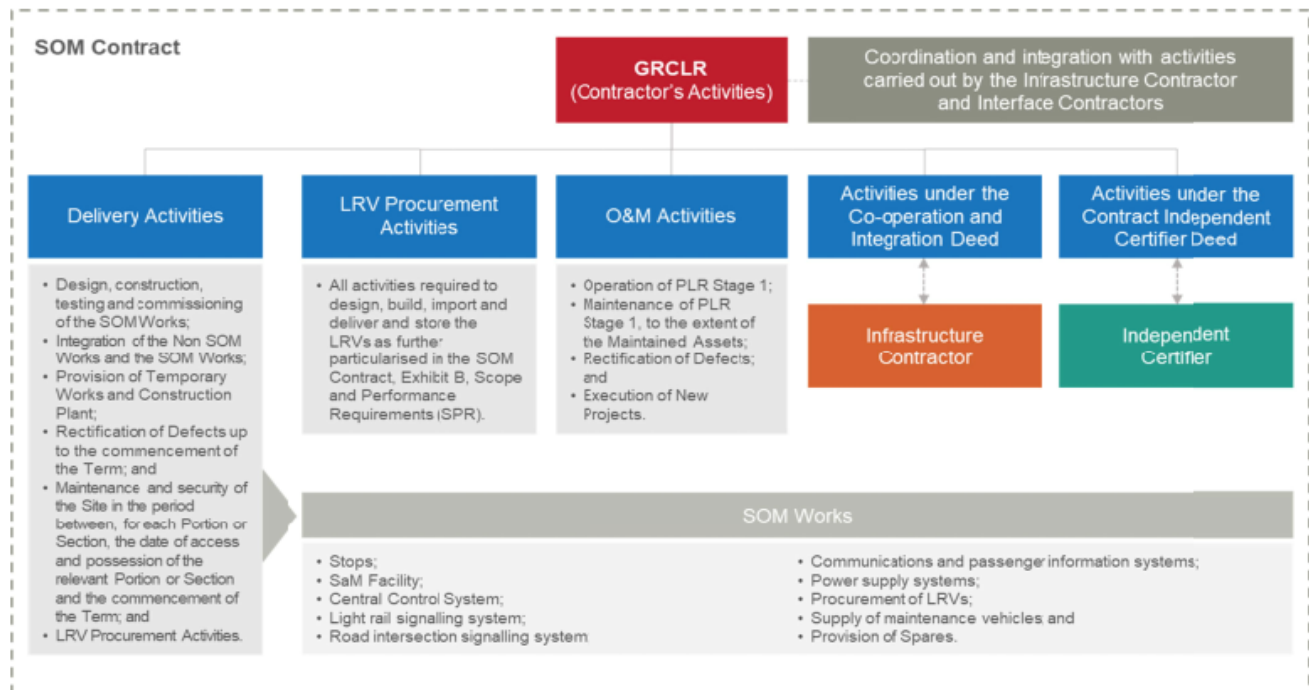 SOM Contract
GRCLR
(Contractor's Activities)
Coordination and integration with activities
carried out by the Infrastructure Contractor
and Interface Contractors
Delivery Activities
LRV Procurement
Activities
O&M Activities
Activities under the
Co-operation and
Integration Deed
Activities under the
Contract Independent
Certifier Deed
• Design, construction,
testing and commissioning
of the SOM Works;
• Integration of the Non SOM
Works and the SOM Works;
• Provision of Temporary
Works and Construction
Plant;
• Rectification of Defects up
to the commencement of
the Term; and
• Maintenance and security of
the Site in the period
between, for each Portion or
Section, the date of access
and possession of the
relevant Portion or Section
and the commencement of
the Term; and
• LRV Procurement Activities.
• All activities required to
design, build, import and
deliver and store the
LRVs as further
particularised in the SOM
Contract, Exhibit B, Scope
and Performance
Requirements (SPR).
• Operation of PLR Stage 1;
• Maintenance of PLR
Stage 1, to the extent of
the Maintained Assets;
• Rectification of Defects;
and
• Execution of New
Projects.
Infrastructure
Contractor
Independent
Certifier
SOM Works
• Stops;
• SaM Facility;
• Central Control System;
• Light rail signalling system;
• Road intersection signalling system
• Communications and passenger information systems;
• Power supply systems;
• Procurement of LRVs;
• Supply of maintenance vehicles and
• Provision of Spares.